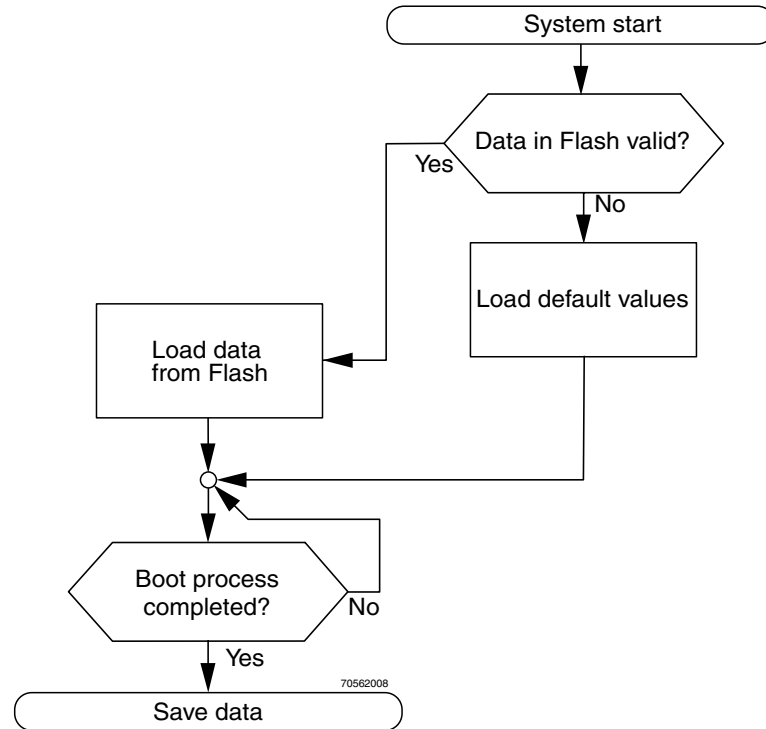 System start
Data in Flash valid?
Yes
No
Load default values
Load data
from Flash
Boot process
completed?
No
Yes
70562008
Save data